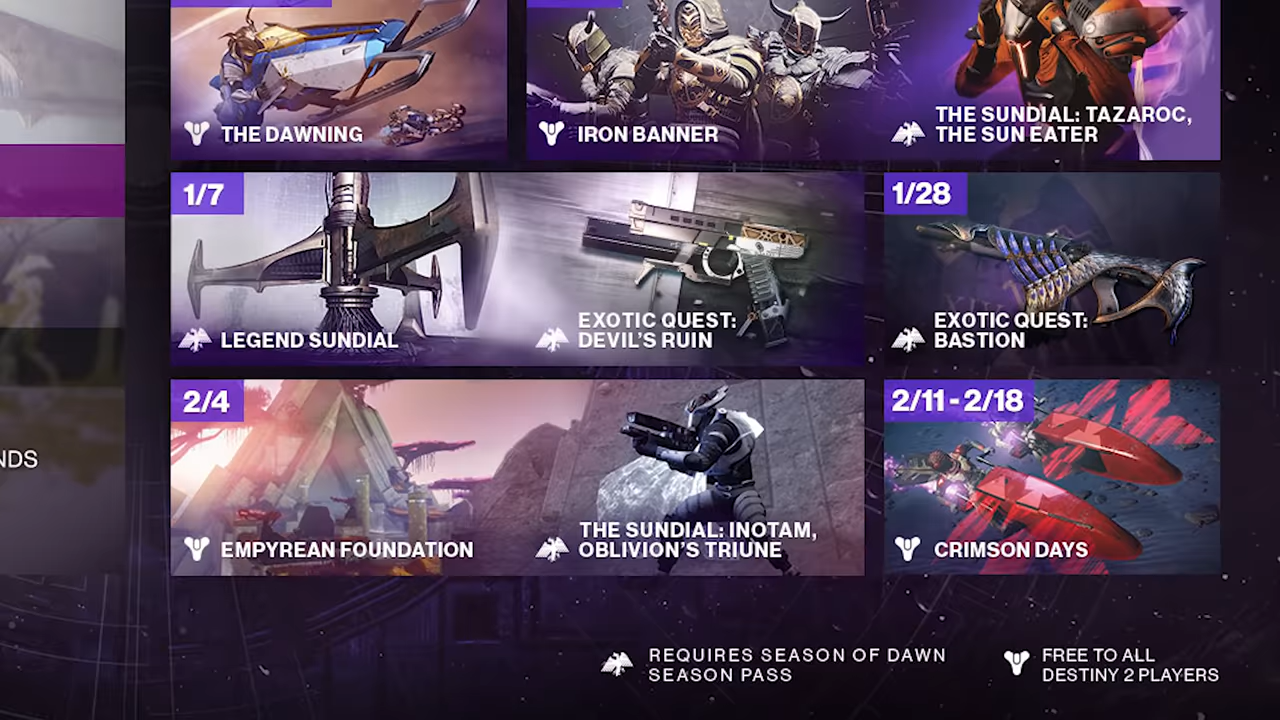 THE DAWNING
IRON BANNER
THE SUNDIAL: TAZAROC,
THE SUN EATER
1/7
LEGEND SUNDIAL
EXOTIC QUEST:
DEVIL'S RUIN
1/28
EXOTIC QUEST:
BASTION
2/4
EMPYREAN FOUNDATION
THE SUNDIAL: INOTAM,
OBLIVION'S TRIUNE
2/11 - 2/18
CRIMSON DAYS
NDS
REQUIRES SEASON OF DAWN
SEASON PASS
FREE TO ALL
DESTINY 2 PLAYERS